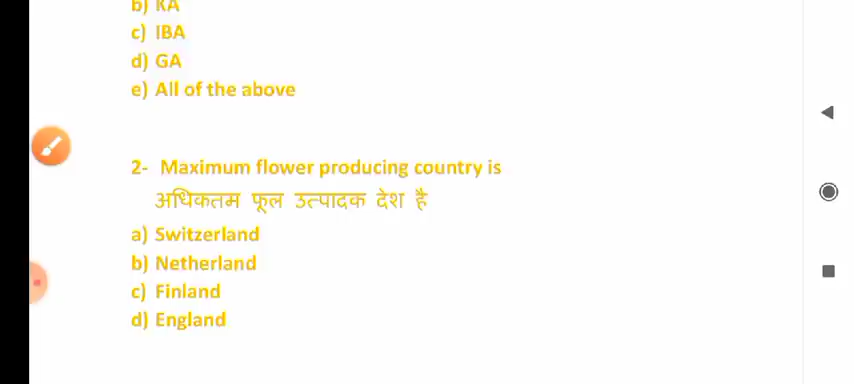 b) KA
c) IBA
d) GA
e) All of the above
2- Maximum flower producing country is
अधिकतम फूल उत्पादक देश है
a) Switzerland
b) Netherland
c) Finland
d) England